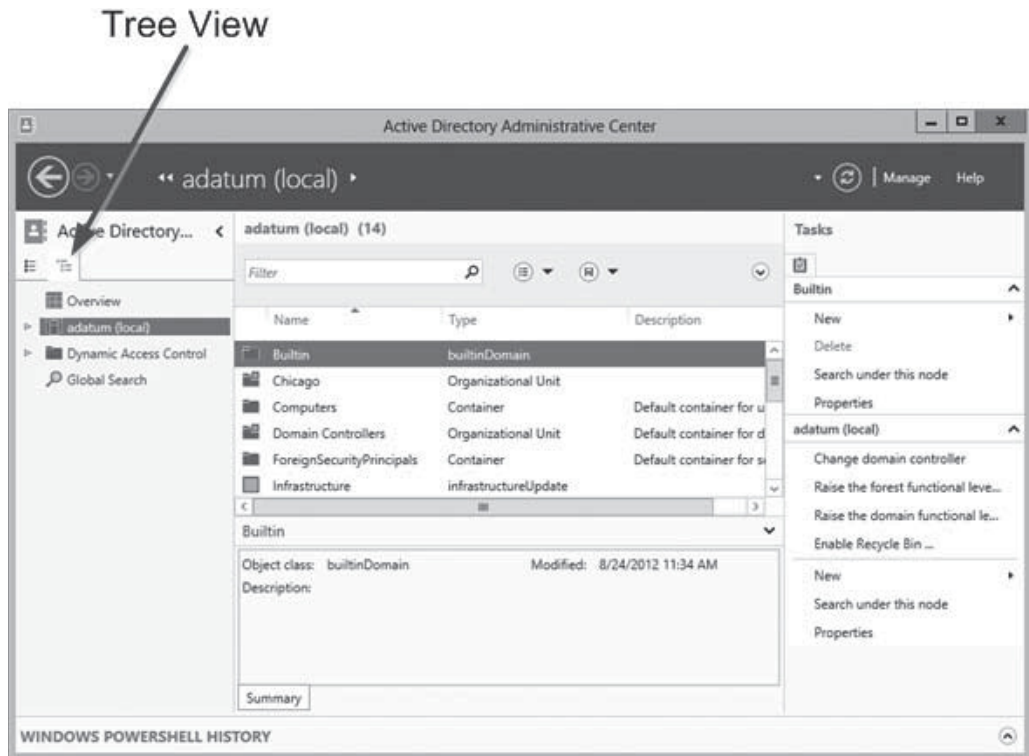 Tree View
Active Directory Administrative Center
adatum (local)
Manage Help
Active Directory...
Overview
adatum (local)
Dynamic Access Control
Global Search
adatum (local) (14)
Filter
Name Type Description
Builtin builtinDomain
Chicago Organizational Unit
Computers Container Default container for u
Domain Controllers Organizational Unit Default container for d
ForeignSecurityPrincipals Container Default container for se
Infrastructure infrastructureUpdate
Builtin
Object class: builtinDomain Modified: 8/24/2012 11:34 AM
Description:
Summary
Tasks
Builtin
New
Delete
Search under this node
Properties
adatum (local)
Change domain controller
Raise the forest functional leve...
Raise the domain functional le...
Enable Recycle Bin ...
New
Search under this node
Properties
WINDOWS POWERSHELL HISTORY